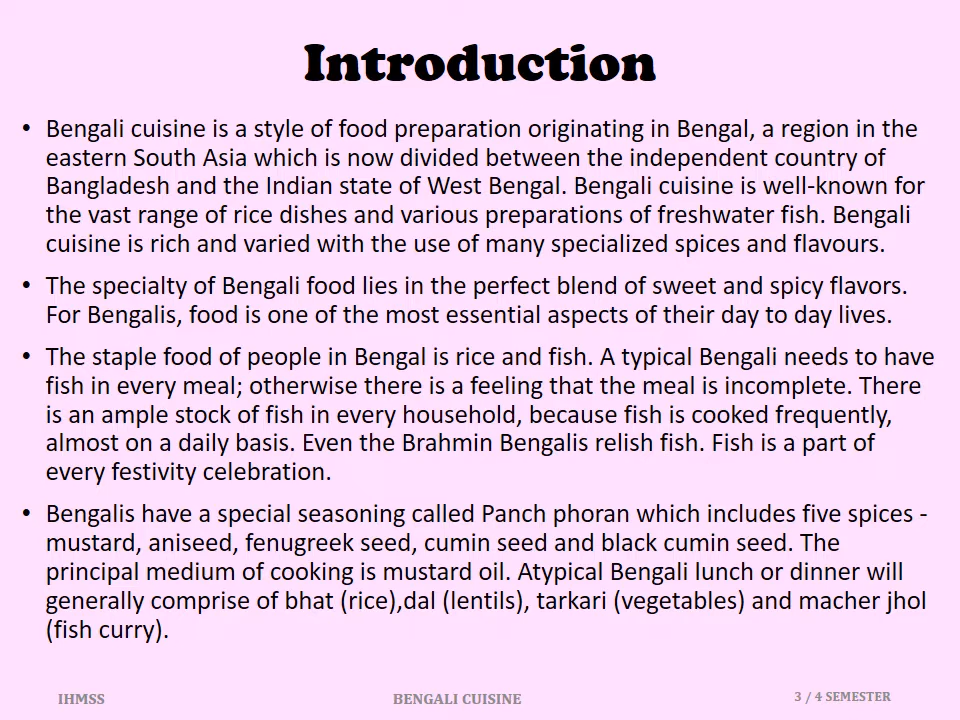 Introduction
• Bengali cuisine is a style of food preparation originating in Bengal, a region in the
eastern South Asia which is now divided between the independent country of
Bangladesh and the Indian state of West Bengal. Bengali cuisine is well-known for
the vast range of rice dishes and various preparations of freshwater fish. Bengali
cuisine is rich and varied with the use of many specialized spices and flavours.
• The specialty of Bengali food lies in the perfect blend of sweet and spicy flavors.
For Bengalis, food is one of the most essential aspects of their day to day lives.
• The staple food of people in Bengal is rice and fish. A typical Bengali needs to have
fish in every meal; otherwise there is a feeling that the meal is incomplete. There
is an ample stock of fish in every household, because fish is cooked frequently,
almost on a daily basis. Even the Brahmin Bengalis relish fish. Fish is a part of
every festivity celebration.
• Bengalis have a special seasoning called Panch phoran which includes five spices -
mustard, aniseed, fenugreek seed, cumin seed and black cumin seed. The
principal medium of cooking is mustard oil. Atypical Bengali lunch or dinner will
generally comprise of bhat (rice),dal (lentils), tarkari (vegetables) and macher jhol
(fish curry).
IHMSS BENGALI CUISINE 3 / 4 SEMESTER